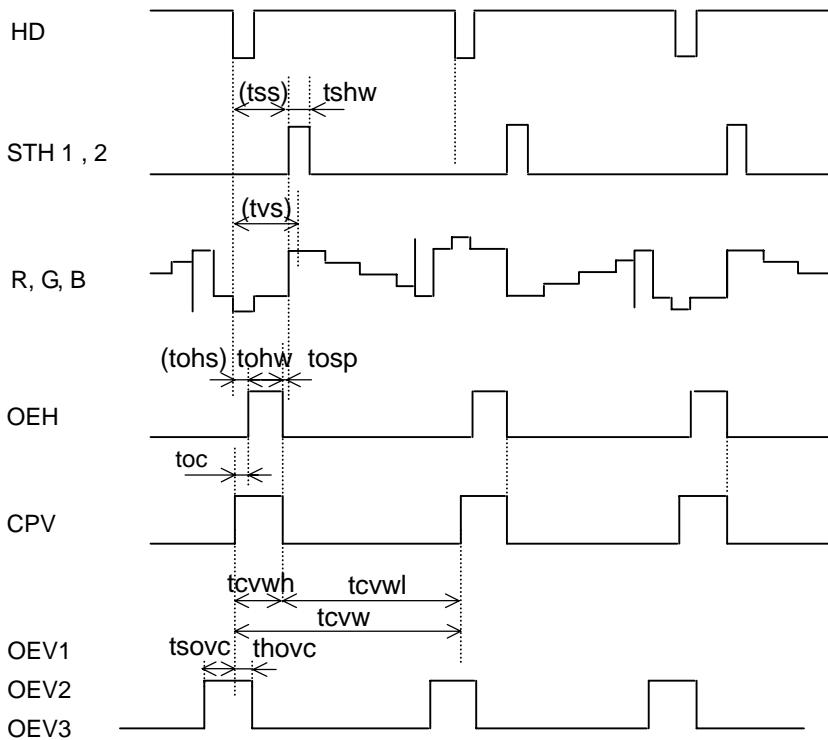 HD
(tss) tshw
STH 1 , 2
(tvs)
R, G, B
(tohs) tohw tosp
OEH
toc
CPV
tcvwh tcvwl
tcvw
OEV1
tsovc thovc
OEV2
OEV3